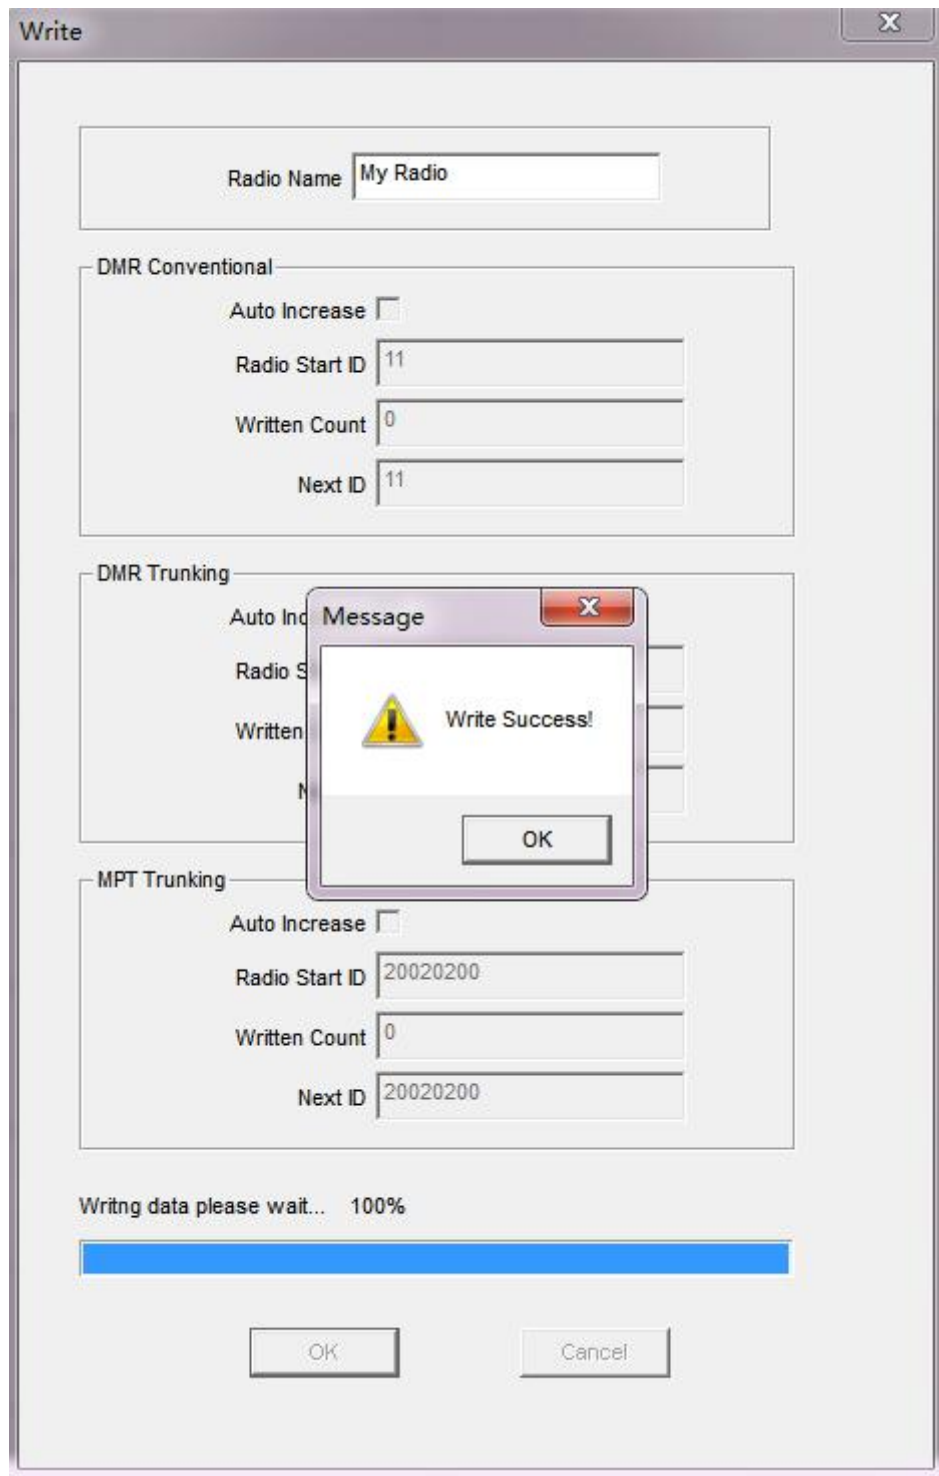 Write
Radio Name My Radio
DMR Conventional
Auto Increase
Radio Start ID 11
Written Count 0
Next ID 11
DMR Trunking
Auto
Message
Radio
Write Success!
Written
OK
MPT Trunking
Auto Increase
Radio Start ID 20020200
Written Count 0
Next ID 20020200
Writng data please wait... 100%
OK Cancel